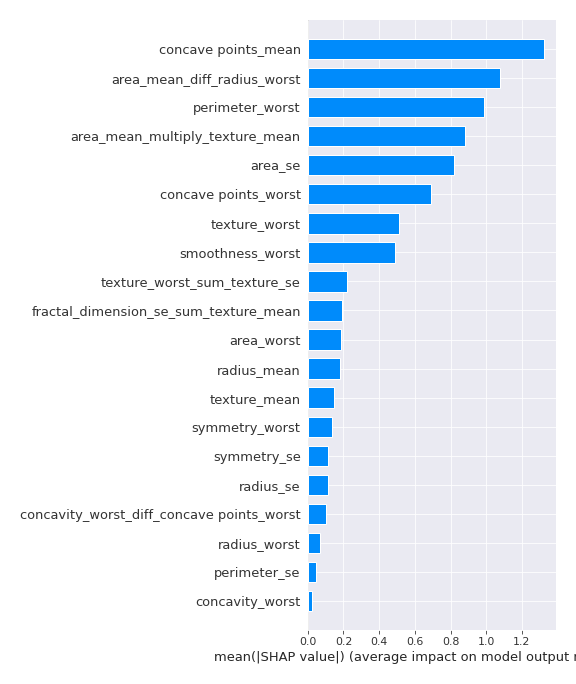 concave points_mean
area_mean_diff_radius_worst
perimeter_worst
area_mean_multiply_texture_mean
area_se
concave points_worst
texture_worst
smoothness_worst
texture_worst_sum_texture_se
fractal_dimension_se_sum_texture_mean
area_worst
radius_mean
texture_mean
symmetry_worst
symmetry_se
radius_se
concavity_worst_diff_concave points_worst
radius_worst
perimeter_se
concavity_worst
0.0 0.2 0.4 0.6 0.8 1.0 1.2
mean(|SHAP value|) (average impact on model output